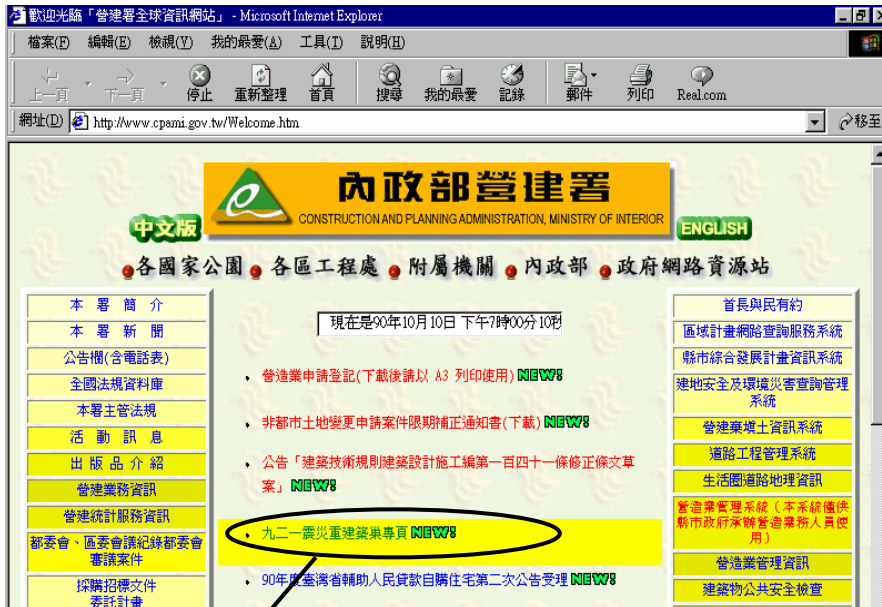 歡迎光臨「營建署全球資訊網站」 - Microsoft Internet Explorer
檔案(F) 編輯(E) 檢視(V) 我的最愛(A) 工具(T) 說明(H)
上一頁 下一頁 停止 重新整理 首頁 搜尋 我的最愛 記錄 郵件 列印 Real.com
網址(D) http://www.cpami.gov.tw/Welcome.htm 移至
內政部營建署
CONSTRUCTION AND PLANNING ADMINISTRATION, MINISTRY OF INTERIOR
中文版 ENGLISH
各國家公園 各區工程處 附屬機關 內政部 政府網路資源站
本署簡介
本署新聞
公告欄(含電話表)
全國法規資料庫
本署主管法規
活動訊息
出版品介紹
營建業務資訊
營建統計服務資訊
都委會、區委會議紀錄都委會
審議案件
採購招標文件
委託計畫
現在是90年10月10日 下午7時00分10秒
營造業申請登記(下載後請以 A3 列印使用) NEW!
非都市土地變更申請案件限期補正通知書(下載) NEW!
公告「建築技術規則建築設計施工編第一百四十一條修正條文草
案」 NEW!
九二一震災重建築巢專頁 NEW!
90年度臺灣省輔助人民貸款自購住宅第二次公告受理 NEW!
首長與民有約
區域計畫網路查詢服務系統
縣市綜合發展計畫資訊系統
建地安全及環境災害查詢管理
系統
營建棄填土資訊系統
道路工程管理系統
生活圈道路地理資訊
營造業管理系統(本系統僅供
縣市政府承辦營造業務人員使
用)
營造業管理資訊
建築物公共安全檢查